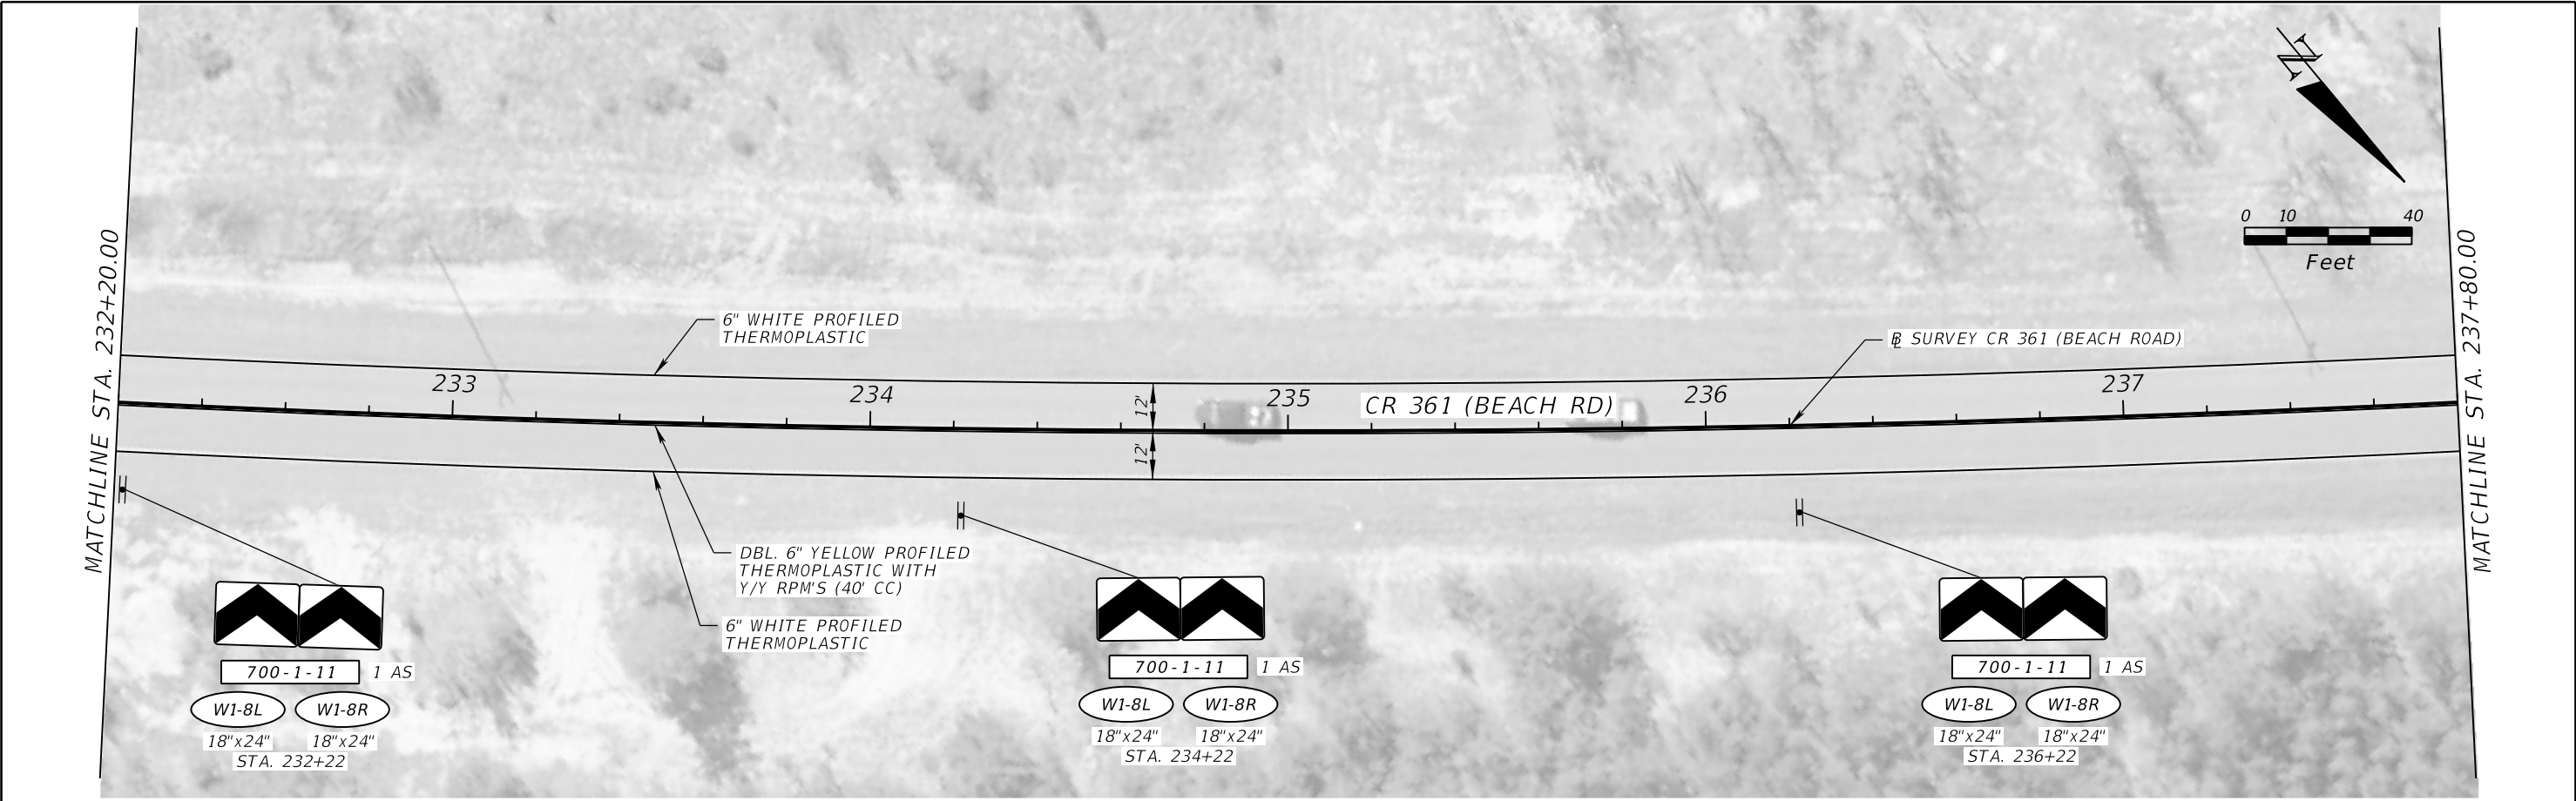 N
0 10 40
Feet
MATCHLINE STA. 232+20.00
MATCHLINE STA. 237+80.00
6" WHITE PROFILED
THERMOPLASTIC
BL SURVEY CR 361 (BEACH ROAD)
233 234 235 236 237
CR 361 (BEACH RD)
12'
12'
DBL. 6" YELLOW PROFILED
THERMOPLASTIC WITH
Y/Y RPM'S (40' CC)
6" WHITE PROFILED
THERMOPLASTIC
700-1-11 1 AS
W1-8L W1-8R
18"x24" 18"x24"
STA. 232+22
700-1-11 1 AS
W1-8L W1-8R
18"x24" 18"x24"
STA. 234+22
700-1-11 1 AS
W1-8L W1-8R
18"x24" 18"x24"
STA. 236+22